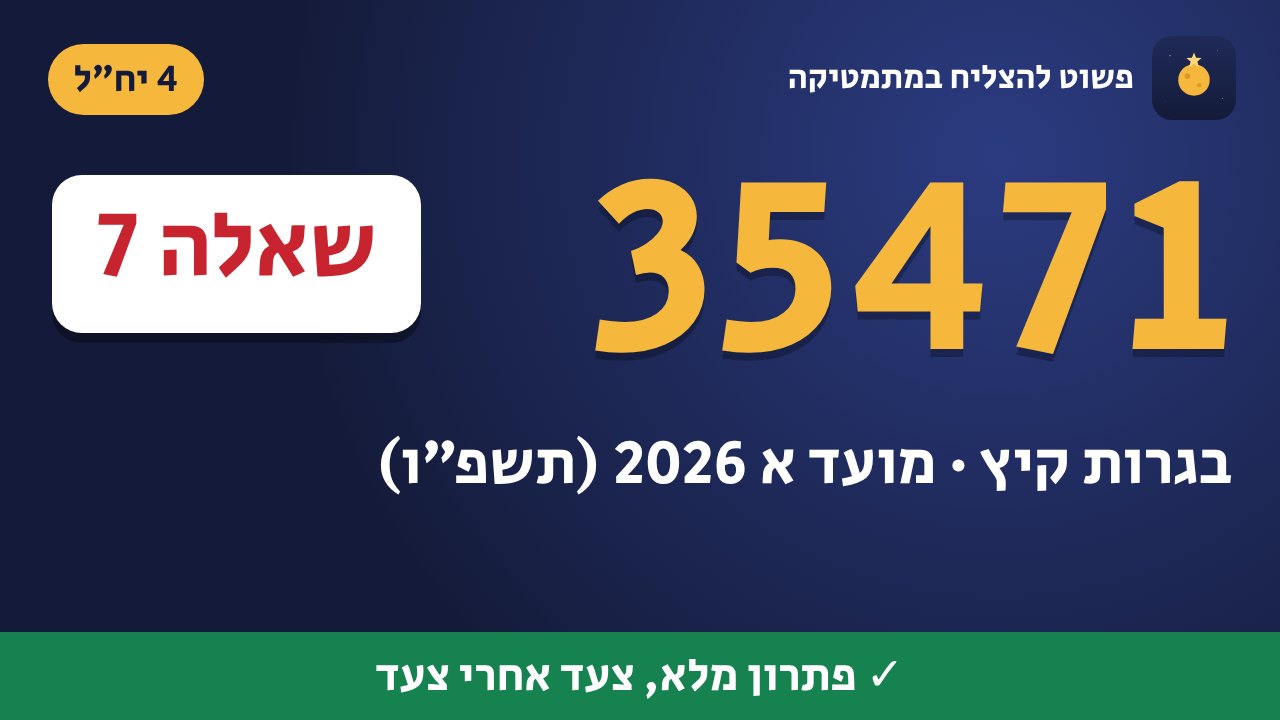 פשוט להצליח במתמטיקה
4 יח״ל
35471
שאלה 7
בגרות קיץ · מועד א 2026 (תשפ״ו)
✓ פתרון מלא, צעד אחרי צעד